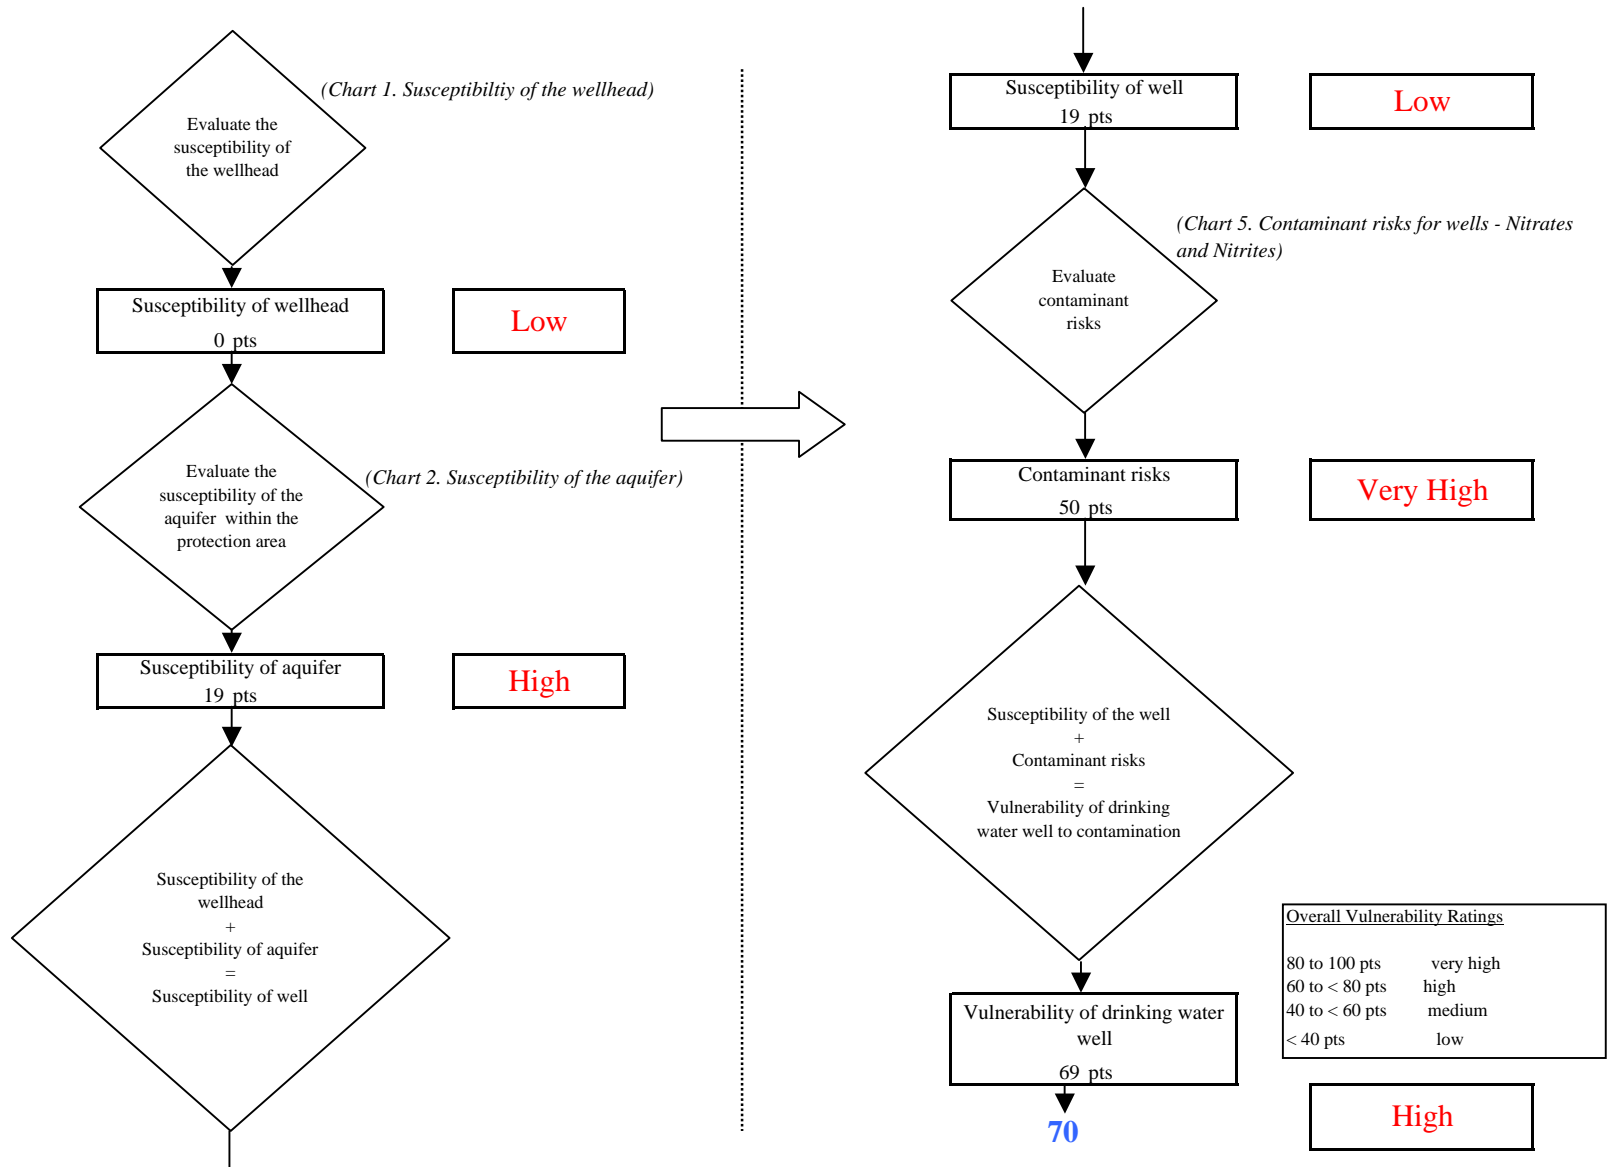 (Chart 1. Susceptibiltiy of the wellhead)
Evaluate the
susceptibility of
the wellhead
Susceptibility of wellhead
0 pts
Low
Evaluate the
susceptibility of the
aquifer within the
protection area
(Chart 2. Susceptibility of the aquifer)
Susceptibility of aquifer
19 pts
High
Susceptibility of the
wellhead
+
Susceptibility of aquifer
=
Susceptibility of well
Susceptibility of well
19 pts
Low
(Chart 5. Contaminant risks for wells - Nitrates
and Nitrites)
Evaluate
contaminant
risks
Contaminant risks
50 pts
Very High
Susceptibility of the well
+
Contaminant risks
=
Vulnerability of drinking
water well to contamination
Overall Vulnerability Ratings
80 to 100 pts very high
60 to < 80 pts high
40 to < 60 pts medium
< 40 pts low
Vulnerability of drinking water
well
69 pts
70
High